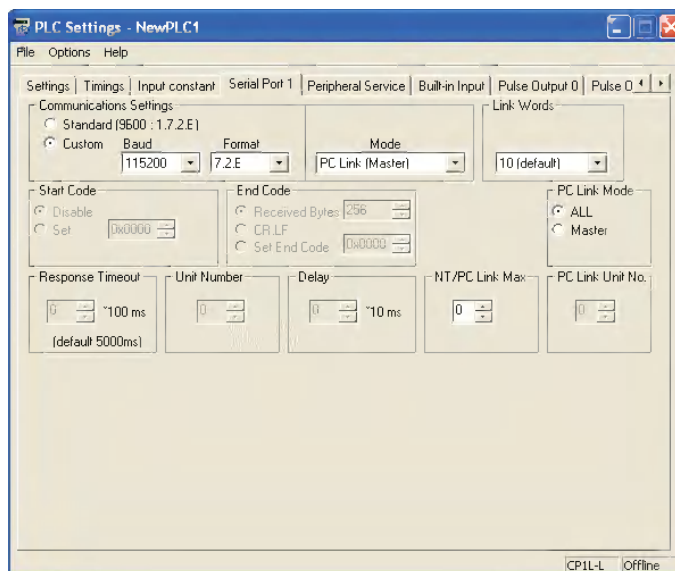 PLC Settings - NewPLC1
File Options Help
Settings Timings Input constant Serial Port 1 Peripheral Service Built-in Input Pulse Output 0 Pulse O
Communications Settings Link Words
Standard (9600 : 1,7,2,E)
Custom Baud Format Mode
115200 7,2,E PC Link (Master) 10 (default)
Start Code End Code PC Link Mode
Disable Received Bytes 256 ALL
Set 0x0000 CR,LF Master
Set End Code 0x0000
Response Timeout Unit Number Delay NT/PC Link Max PC Link Unit No.
0 *100 ms 0 0 *10 ms 0 0
(default 5000ms)
CP1L-L Offline